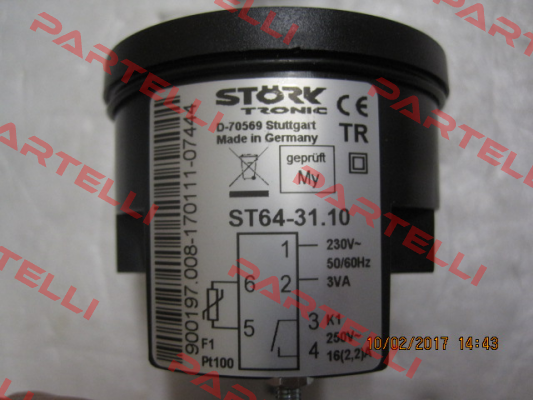 STÖRK
TRONIC
CE
D-70569 Stuttgart
Made in Germany
TR
geprüft
My
ST64-31.10
900197.008-170111-07444
1
230V~
50/60Hz
6
2
3VA
5
3
K1
250V~
F1
Pt100
4
16(2,2)A
10/02/2017 14:43
PARTELLI
PARTELLI
PARTELLI
PARTELLI
PARTELLI